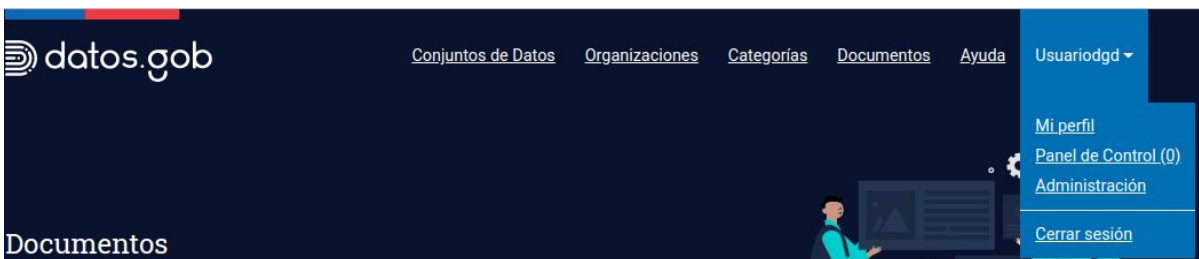 datos.gob
Conjuntos de Datos Organizaciones Categorías Documentos Ayuda Usuariodgd
Mi perfil
Panel de Control (0)
Administración
Cerrar sesión
Documentos